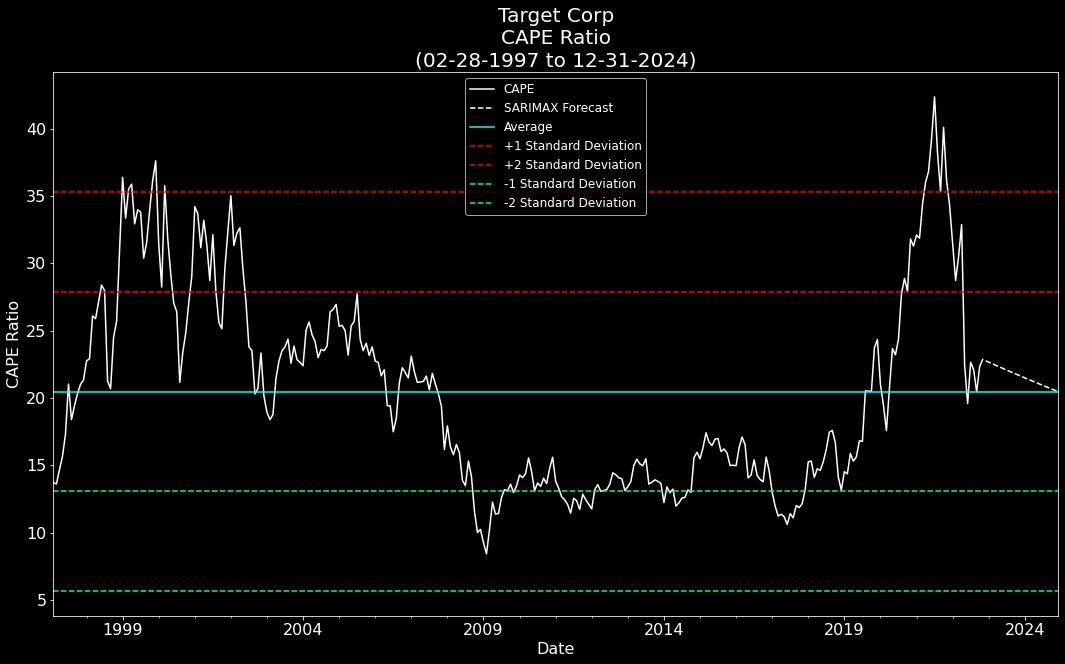 Target Corp
CAPE Ratio
(02-28-1997 to 12-31-2024)
CAPE
SARIMAX Forecast
Average
+1 Standard Deviation
+2 Standard Deviation
-1 Standard Deviation
-2 Standard Deviation
CAPE Ratio
40
35
30
25
20
15
10
5
1999 2004 2009 2014 2019 2024
Date